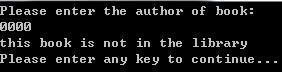 Please enter the author of book:
0000
this book is not in the library
Please enter any key to continue...